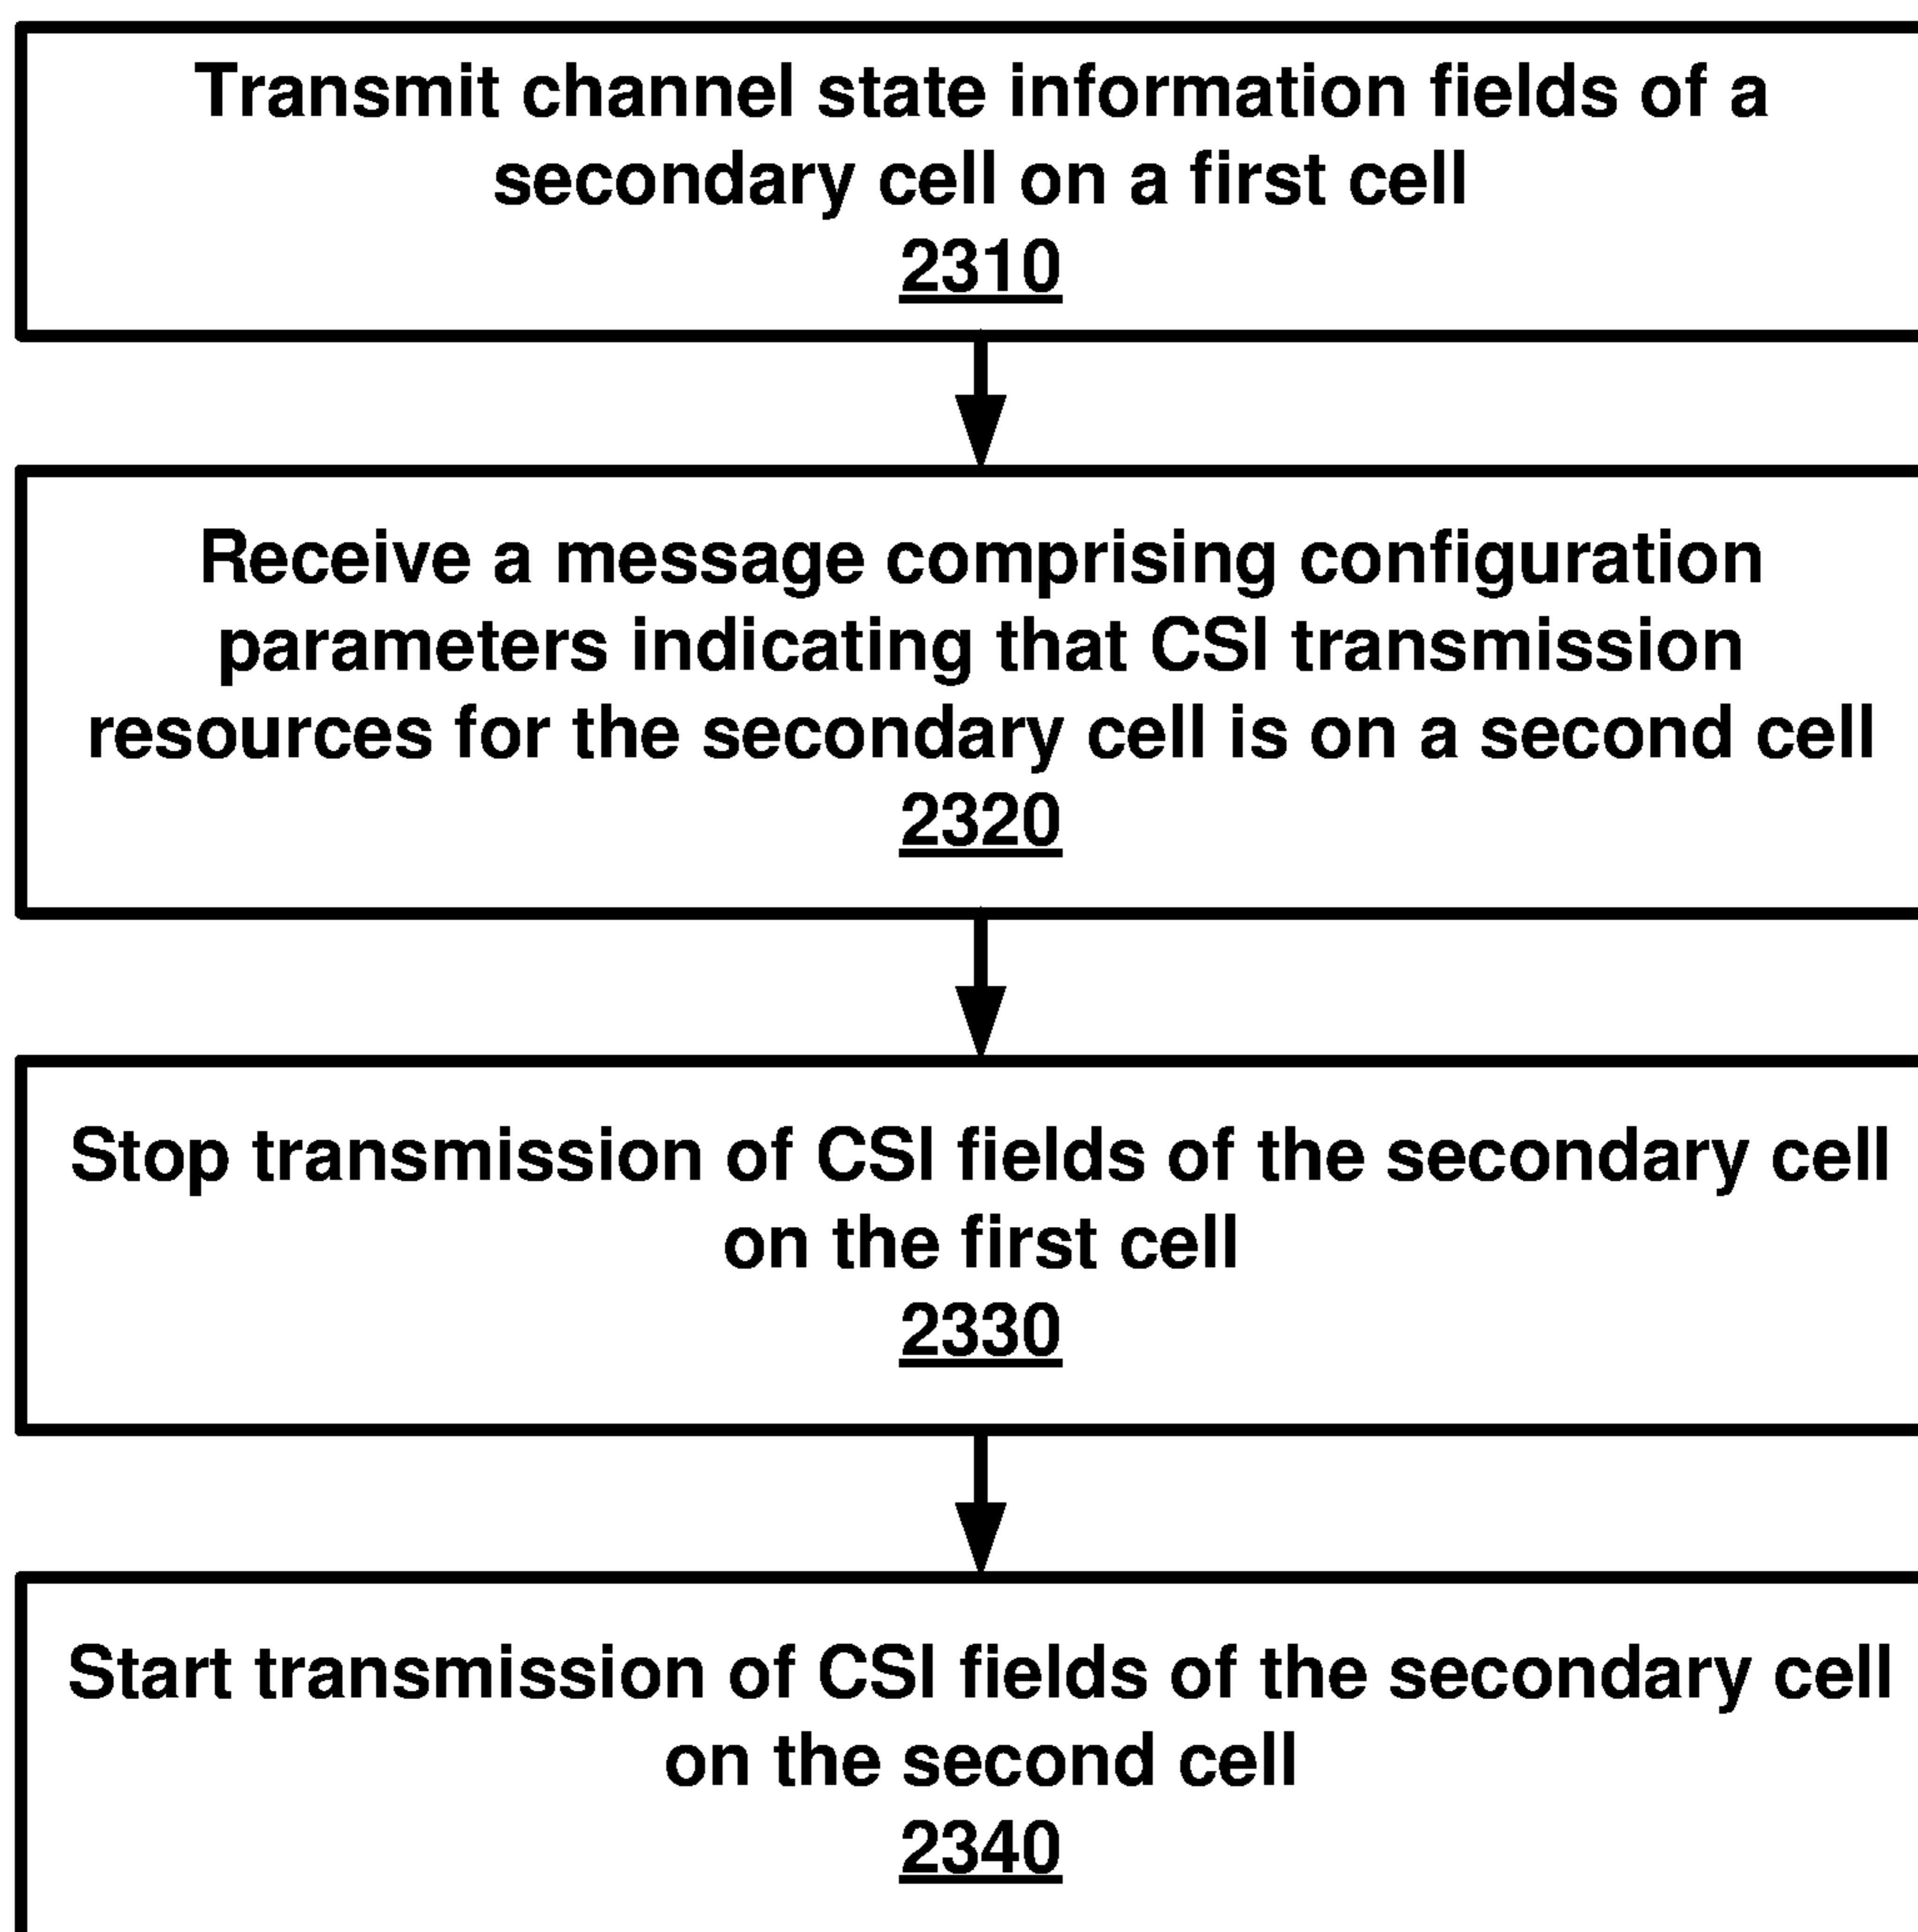 Transmit channel state information fields of a
secondary cell on a first cell
2310
Receive a message comprising configuration
parameters indicating that CSI transmission
resources for the secondary cell is on a second cell
2320
Stop transmission of CSI fields of the secondary cell
on the first cell
2330
Start transmission of CSI fields of the secondary cell
on the second cell
2340